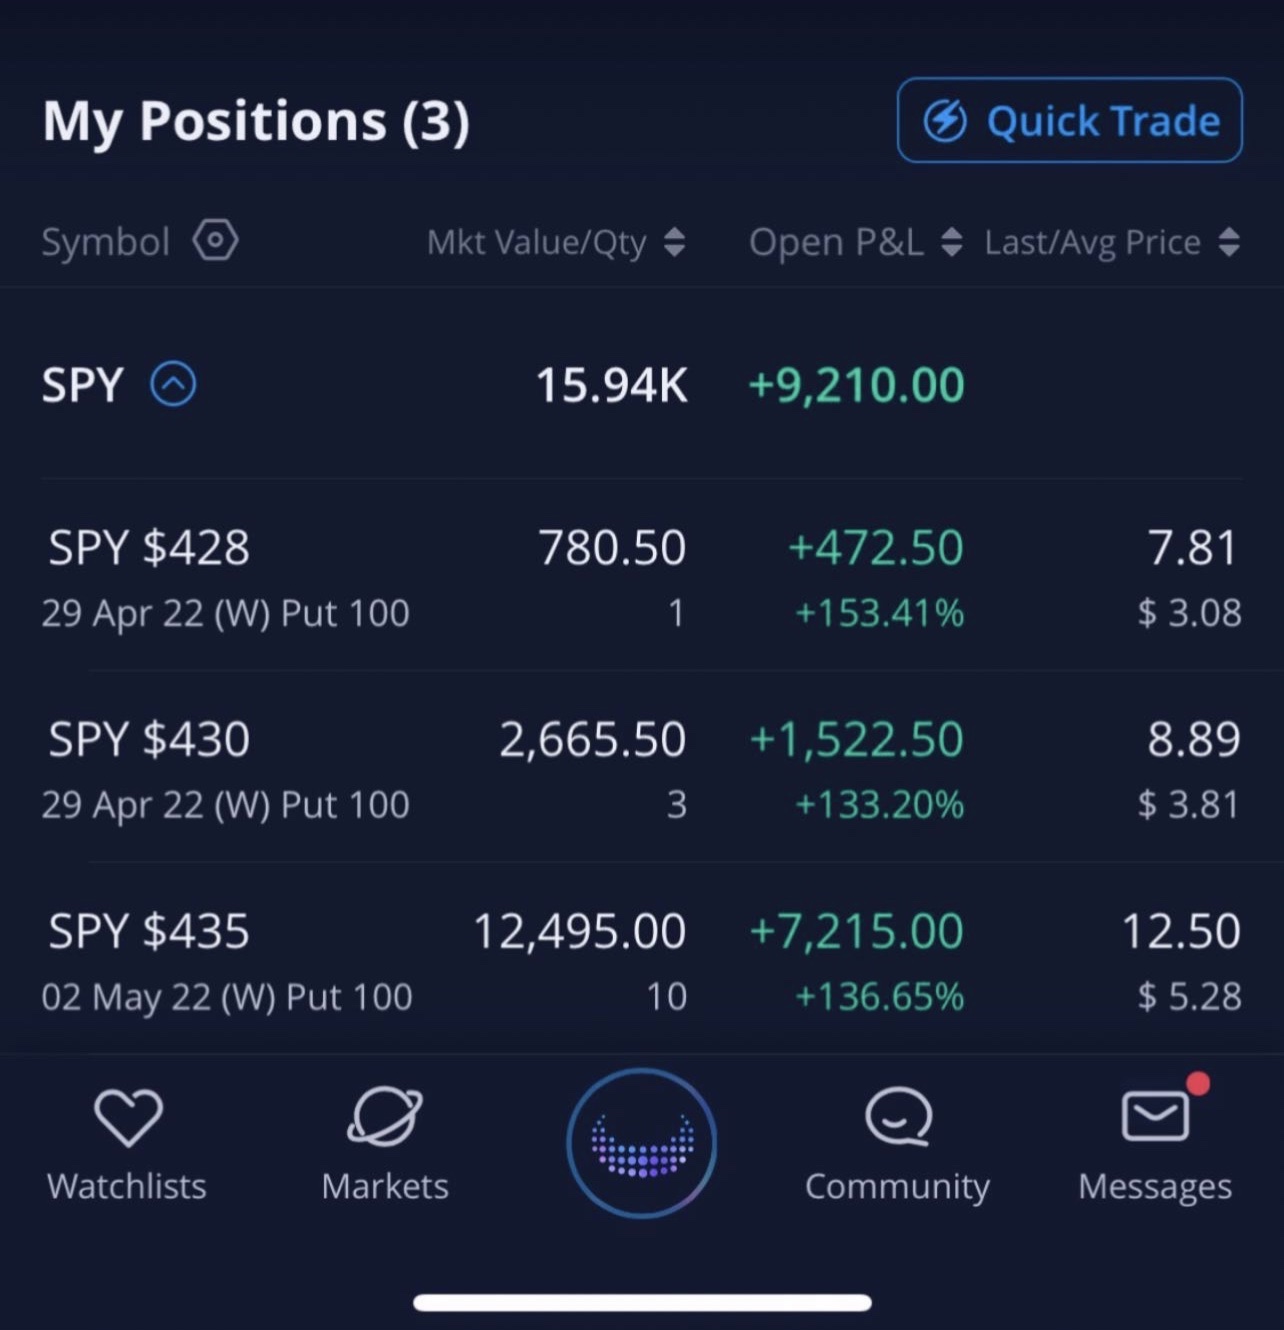 My Positions (3)
Quick Trade
Symbol Mkt Value/Qty Open P&L Last/Avg Price
SPY 15.94K +9,210.00
SPY $428 780.50 +472.50 7.81
29 Apr 22 (W) Put 100 1 +153.41% $ 3.08
SPY $430 2,665.50 +1,522.50 8.89
29 Apr 22 (W) Put 100 3 +133.20% $ 3.81
SPY $435 12,495.00 +7,215.00 12.50
02 May 22 (W) Put 100 10 +136.65% $ 5.28
Watchlists Markets Community Messages